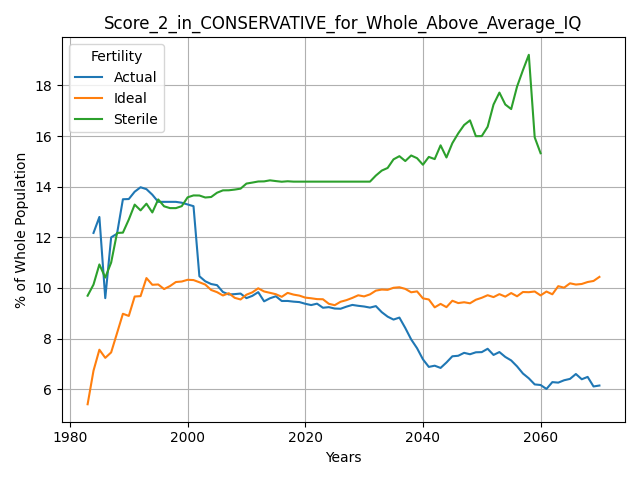 Score_2_in_CONSERVATIVE_for_Whole_Above_Average_IQ
Fertility
Actual
Ideal
Sterile
% of Whole Population
18
16
14
12
10
8
6
1980
2000
2020
2040
2060
Years